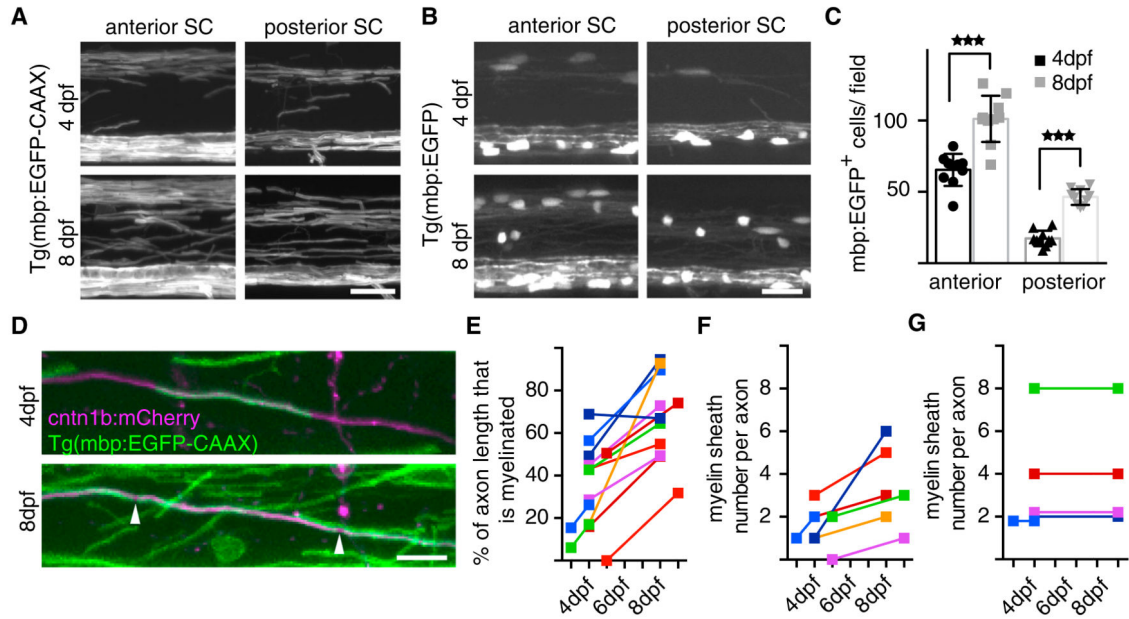 A
anterior SC
posterior SC
Tg(mbp:EGFP-CAAX)
4 dpf
8 dpf
B
anterior SC
posterior SC
Tg(mbp:EGFP)
4 dpf
8 dpf
C
mbp:EGFP+ cells/ field
100
50
★★★
★★★
4dpf
8dpf
anterior
posterior
D
4dpf
cntn1b:mCherry
Tg(mbp:EGFP-CAAX)
8dpf
E
% of axon length that
is myelinated
80
60
40
20
4dpf
6dpf
8dpf
F
myelin sheath
number per axon
8
6
4
2
4dpf
6dpf
8dpf
G
myelin sheath
number per axon
8
6
4
2
4dpf
6dpf
8dpf